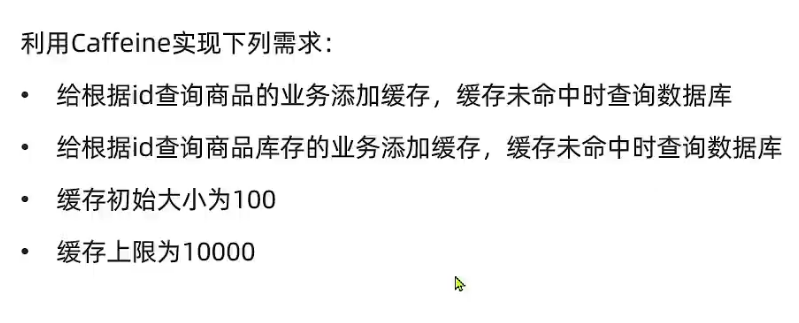 利用Caffeine实现下列需求：
• 给根据id查询商品的业务添加缓存，缓存未命中时查询数据库
• 给根据id查询商品库存的业务添加缓存，缓存未命中时查询数据库
• 缓存初始大小为100
• 缓存上限为10000